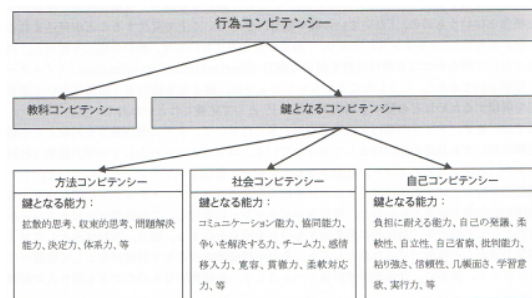 行為コンピテンシー
教科コンピテンシー
鍵となるコンピテンシー
方法コンピテンシー
鍵となる能力：
拡散的思考、収束的思考、問題解決
能力、決定力、体系力、等
社会コンピテンシー
鍵となる能力：
コミュニケーション能力、協同能力、
争いを解決する力、チーム力、感情
移入力、寛容、貫徹力、柔軟対応
力、等
自己コンピテンシー
鍵となる能力：
負担に耐える能力、自己の発議、柔
軟性、自立性、自己省察、批判能力、
粘り強さ、信頼性、几帳面さ、学習意
欲、実行力、等